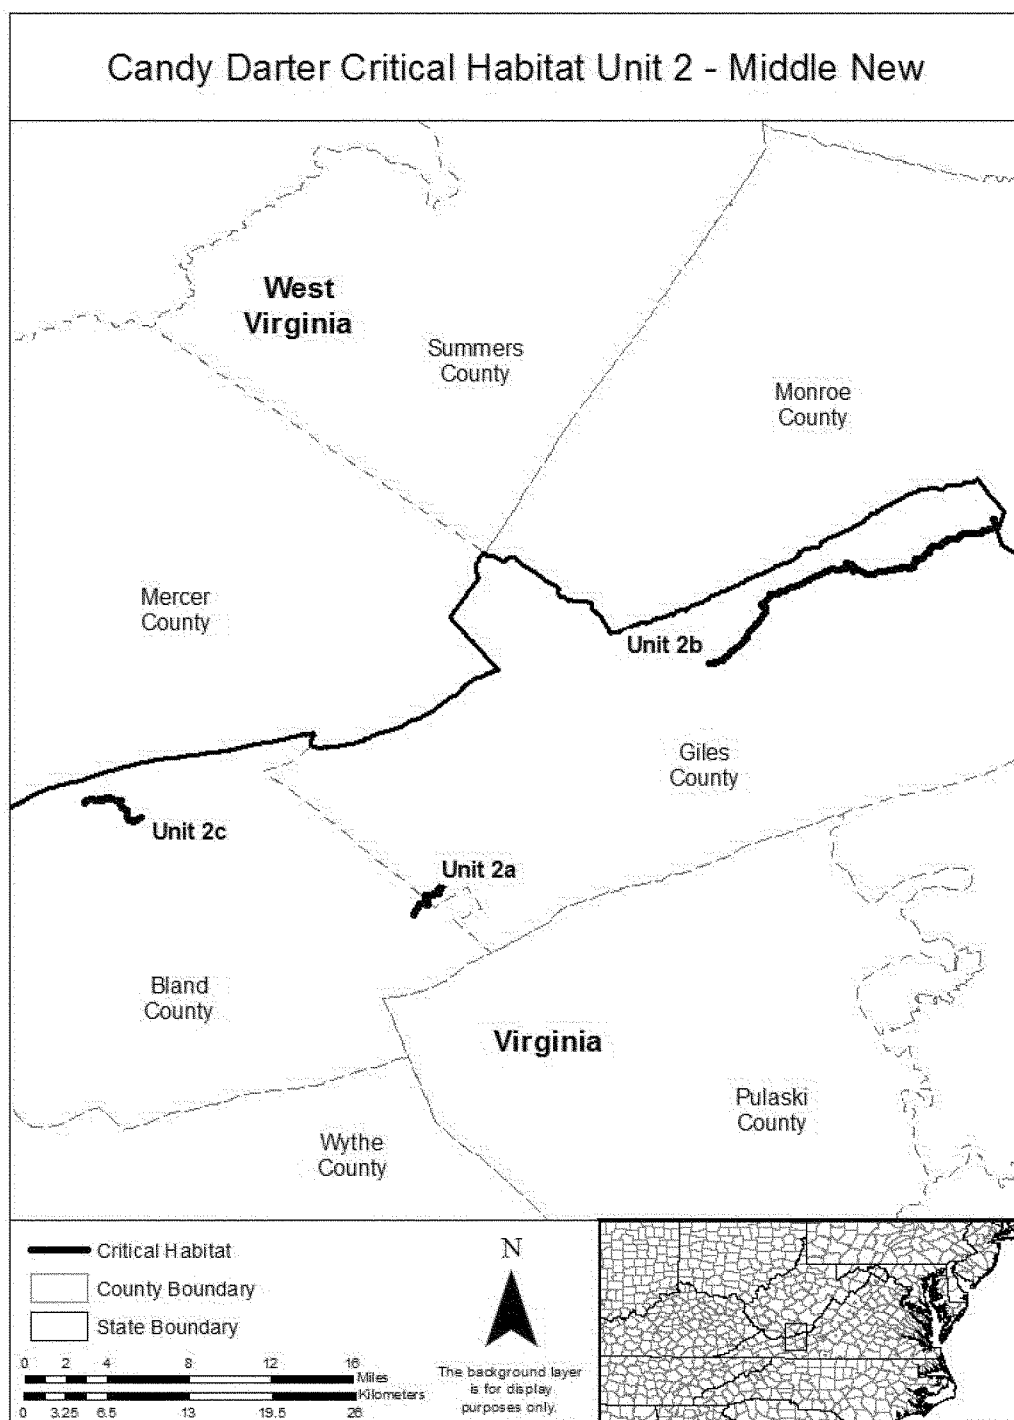 Candy Darter Critical Habitat Unit 2 - Middle New
West
Virginia
Summers
County
Monroe
County
Mercer
County
Unit 2b
Giles
County
Unit 2c
Unit 2a
Bland
County
Virginia
Pulaski
County
Wythe
County
Critical Habitat
County Boundary
State Boundary
0 2 4 8 12 16
Miles
Kilometers
0 3.25 6.5 13 19.5 26
N
The background layer
is for display
purposes only.